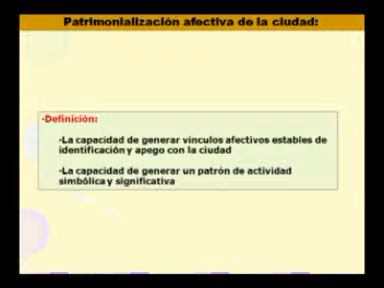 Patrimonialización afectiva de la ciudad:
-Definición:
-La capacidad de generar vinculos afectivos estables de
identificación y apego con la ciudad
-La capacidad de generar un patrón de actividad
simbólica y significativa